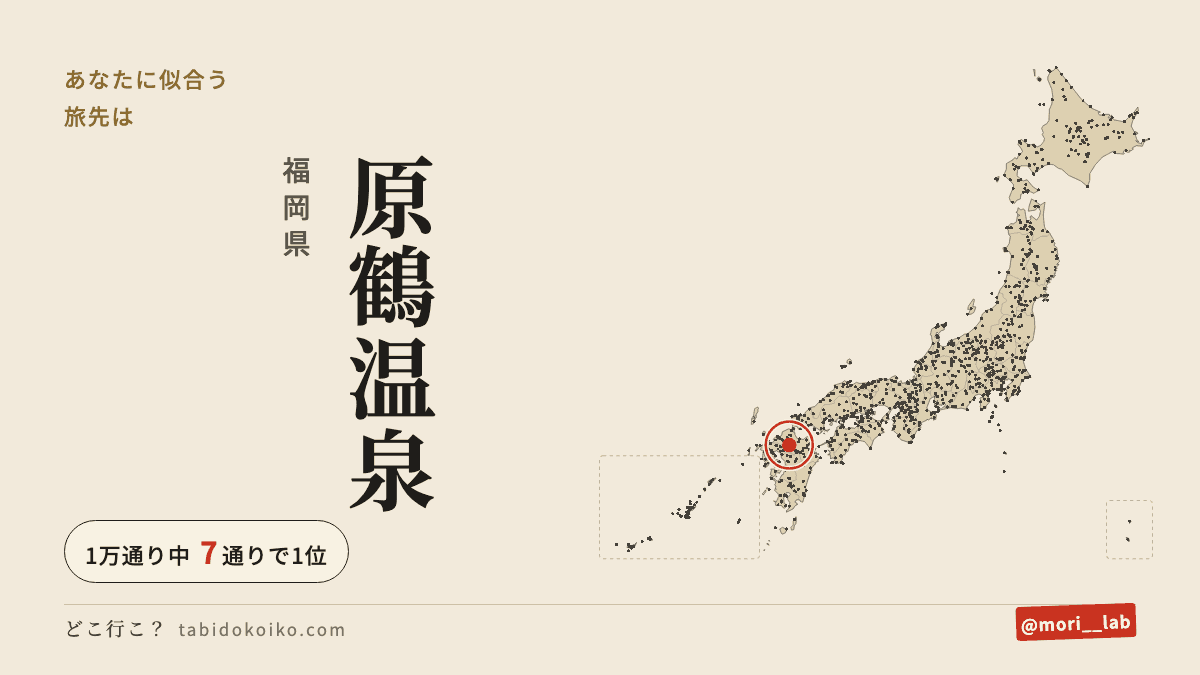 あなたに似合う
旅先は
原鶴温泉
福岡県
1万通り中 7通りで1位
どこ行こ? tabidokoiko.com
@mori__lab